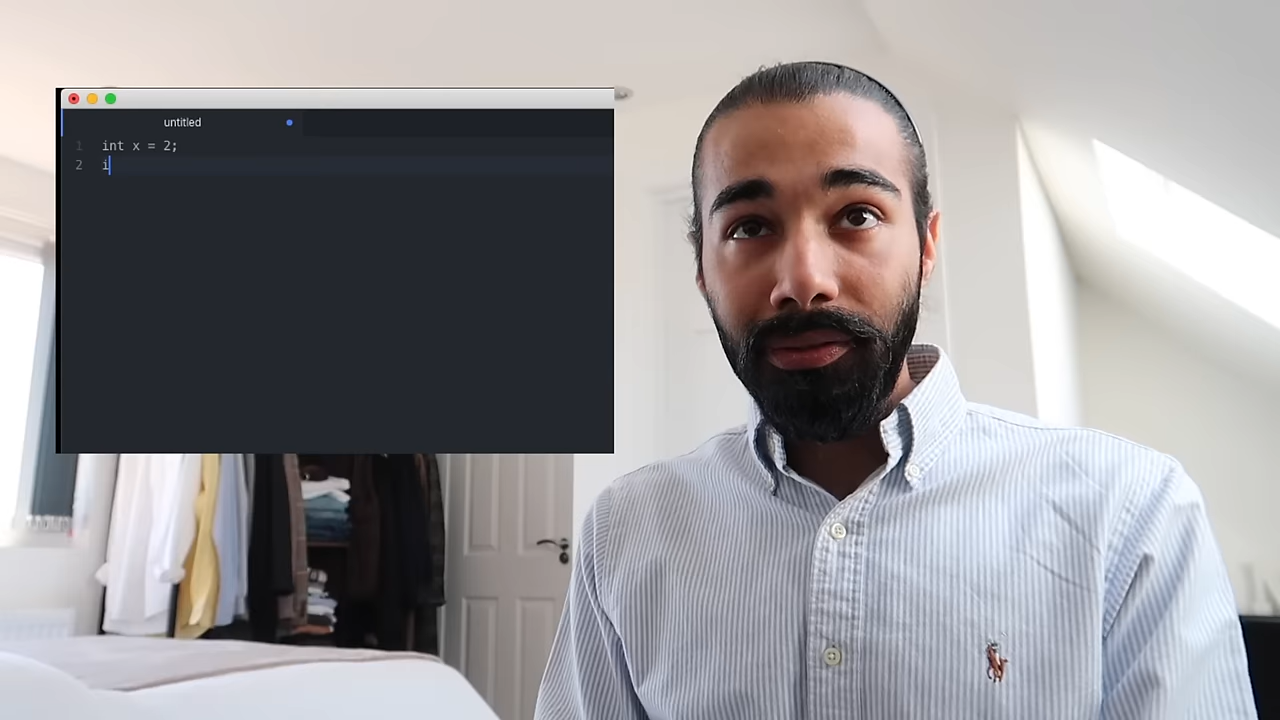 untitled
1 int x = 2;
2 i